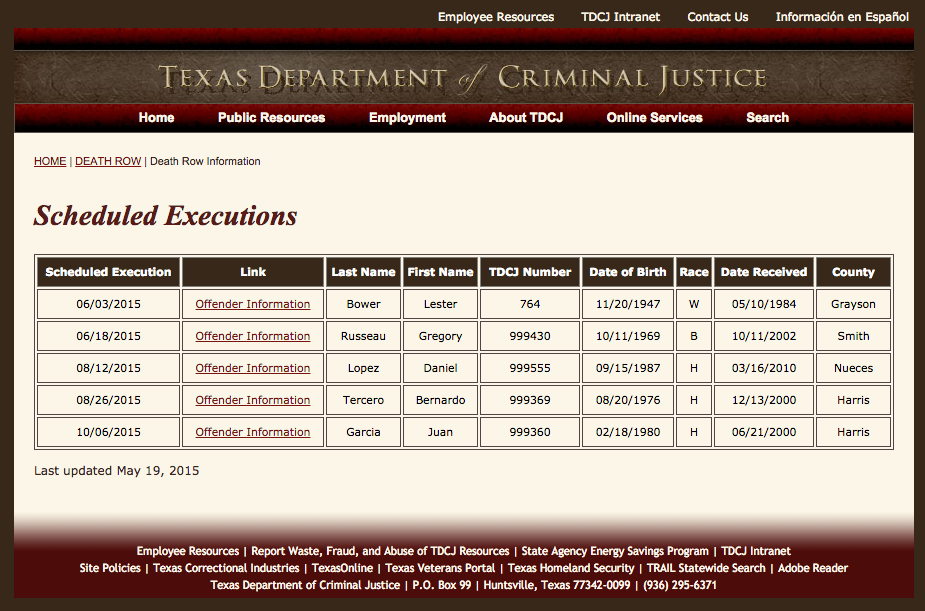 Employee Resources TDCJ Intranet Contact Us Información en Español
Texas Department of Criminal Justice
Home Public Resources Employment About TDCJ Online Services Search
HOME | DEATH ROW | Death Row Information
Scheduled Executions
Scheduled Execution Link Last Name First Name TDCJ Number Date of Birth Race Date Received County
06/03/2015 Offender Information Bower Lester 764 11/20/1947 W 05/10/1984 Grayson
06/18/2015 Offender Information Russeau Gregory 999430 10/11/1969 B 10/11/2002 Smith
08/12/2015 Offender Information Lopez Daniel 999555 09/15/1987 H 03/16/2010 Nueces
08/26/2015 Offender Information Tercero Bernardo 999369 08/20/1976 H 12/13/2000 Harris
10/06/2015 Offender Information Garcia Juan 999360 02/18/1980 H 06/21/2000 Harris
Last updated May 19, 2015
Employee Resources | Report Waste, Fraud, and Abuse of TDCJ Resources | State Agency Energy Savings Program | TDCJ Intranet
Site Policies | Texas Correctional Industries | TexasOnline | Texas Veterans Portal | Texas Homeland Security | TRAIL Statewide Search | Adobe Reader
Texas Department of Criminal Justice | P.O. Box 99 | Huntsville, Texas 77342-0099 | (936) 295-6371